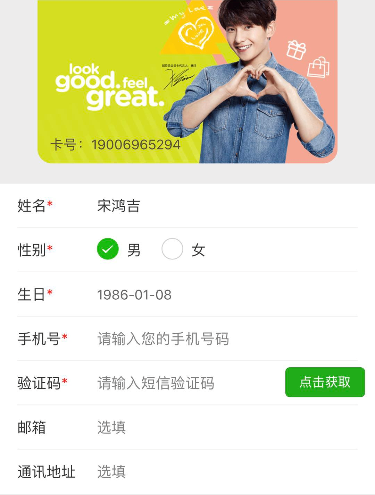 my love
look
good.feel
great.
卡号：19006965294
姓名* 宋鸿吉
性别* 男 女
生日* 1986-01-08
手机号* 请输入您的手机号码
验证码* 请输入短信验证码 点击获取
邮箱 选填
通讯地址 选填